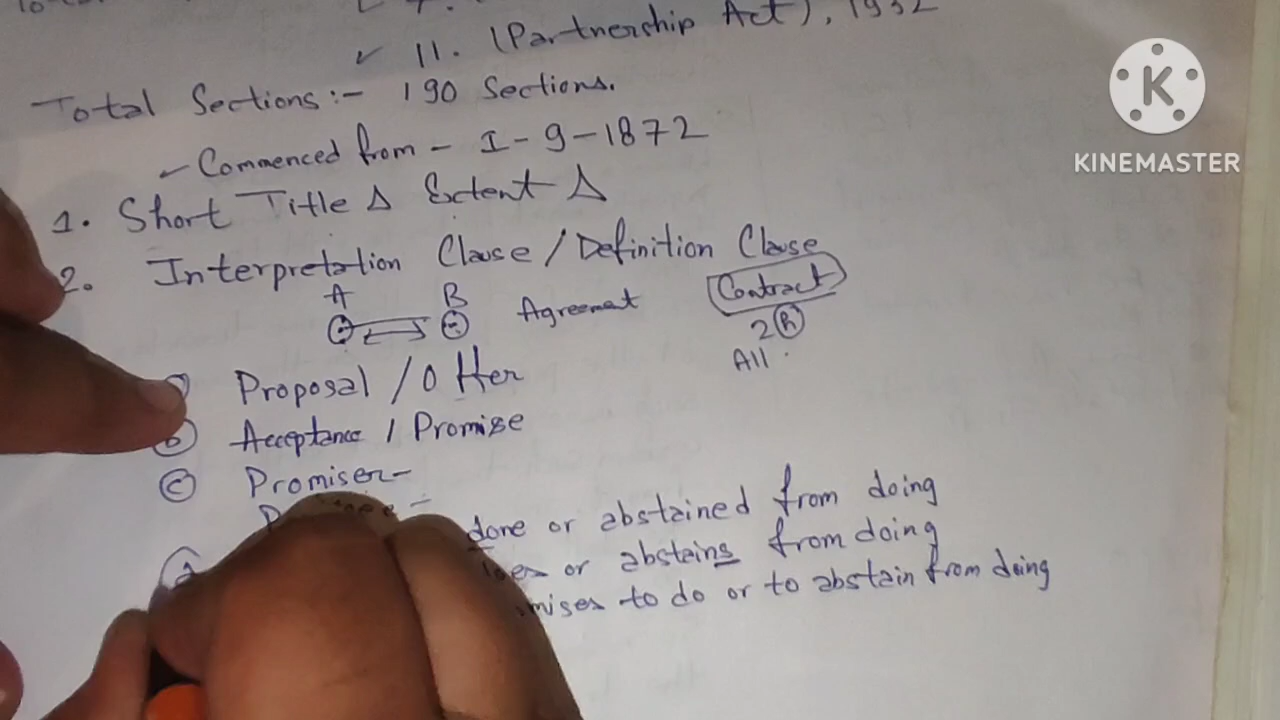 11. (Partnership Act), 1932
Total Sections:- 190 Sections.
Commenced from - 1-9-1872
1. Short Title Δ Extent Δ
2. Interpretation Clause / Definition Clause
A B Agreement Contract
2(h)
All
Proposal / Offer
(b) Acceptance / Promise
(c) Promiser-
done or abstained from doing
or abstains from doing
to do or to abstain from doing
K
KINEMASTER